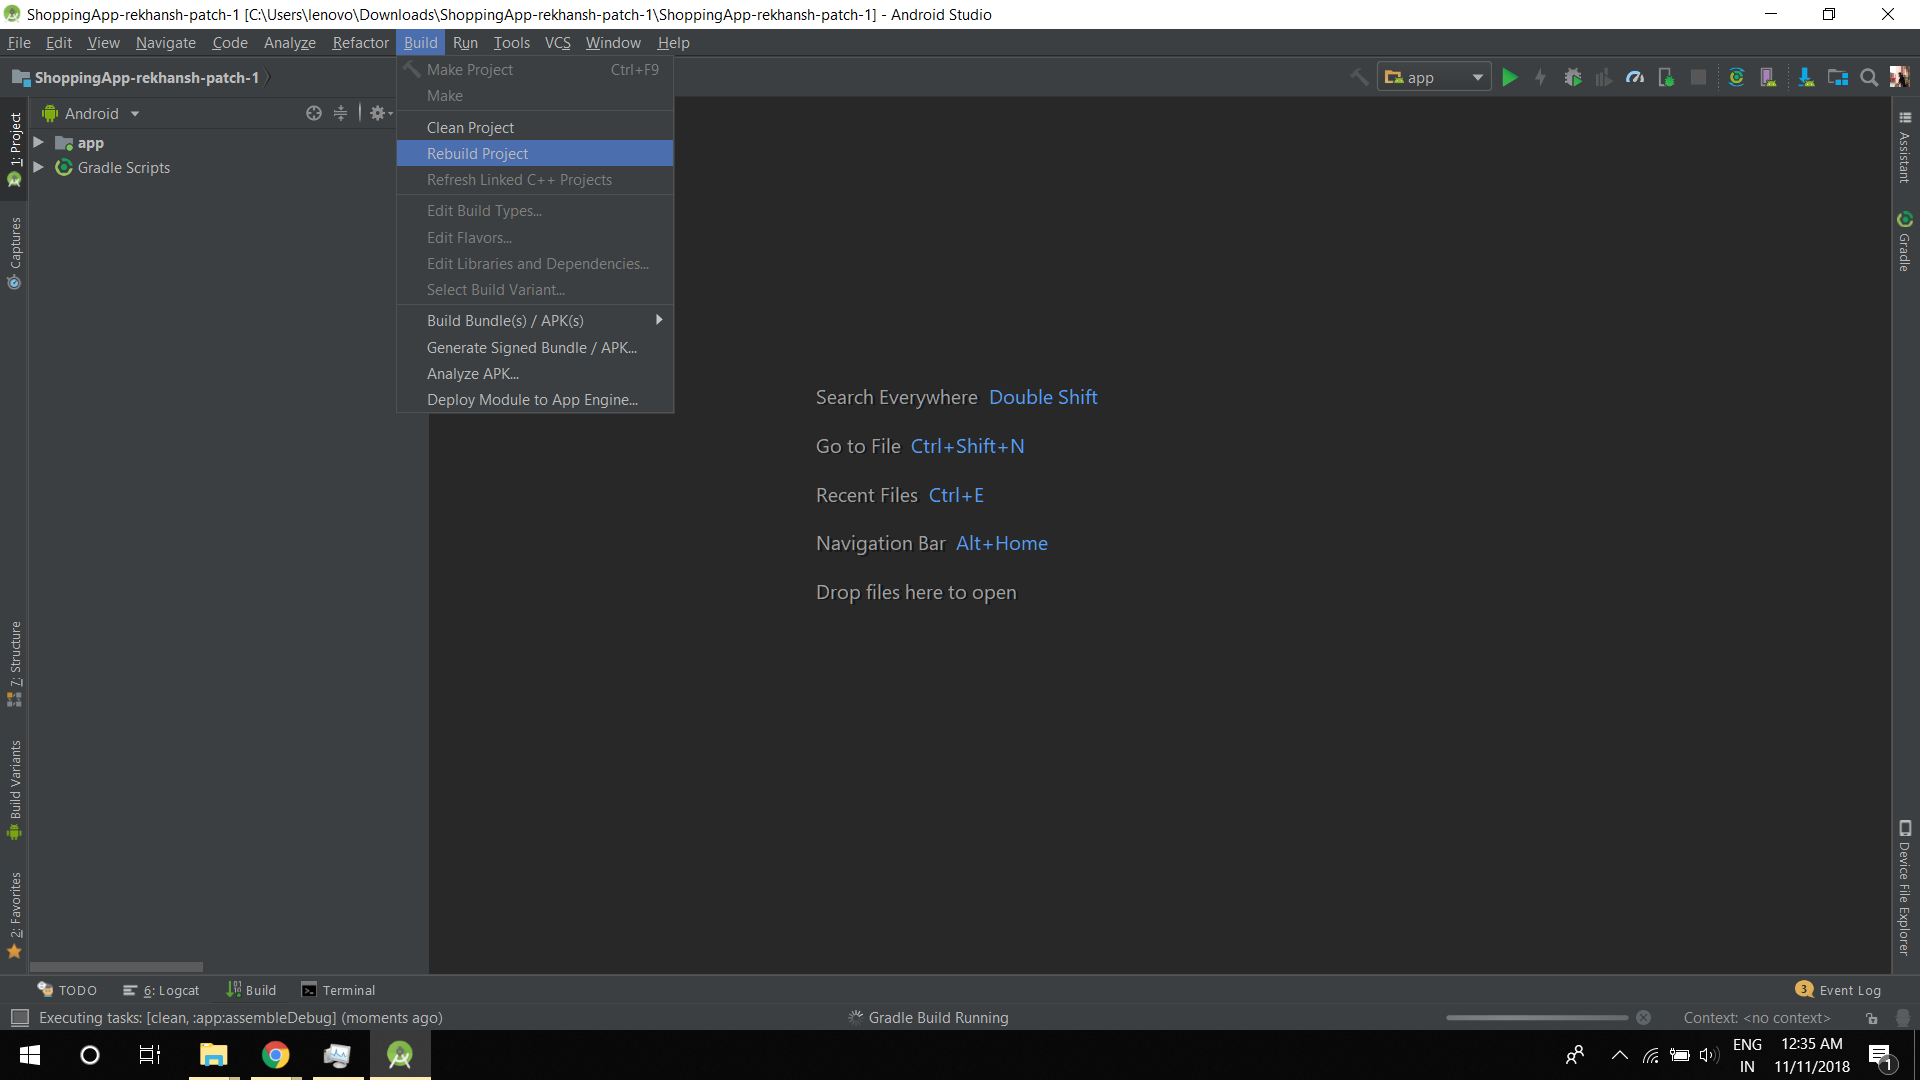 ShoppingApp-rekhansh-patch-1 [C:\Users\lenovo\Downloads\ShoppingApp-rekhansh-patch-1\ShoppingApp-rekhansh-patch-1] - Android Studio
File Edit View Navigate Code Analyze Refactor Build Run Tools VCS Window Help
ShoppingApp-rekhansh-patch-1
app
Android
app
Gradle Scripts
Make Project Ctrl+F9
Make
Clean Project
Rebuild Project
Refresh Linked C++ Projects
Edit Build Types...
Edit Flavors...
Edit Libraries and Dependencies...
Select Build Variant...
Build Bundle(s) / APK(s)
Generate Signed Bundle / APK...
Analyze APK...
Deploy Module to App Engine...
1: Project
Captures
7: Structure
Build Variants
2: Favorites
Search Everywhere Double Shift
Go to File Ctrl+Shift+N
Recent Files Ctrl+E
Navigation Bar Alt+Home
Drop files here to open
Assistant
Gradle
Device File Explorer
TODO 6: Logcat Build Terminal 3 Event Log
Executing tasks: [clean, :app:assembleDebug] (moments ago) Gradle Build Running Context: <no context>
ENG 12:35 AM
IN 11/11/2018 1